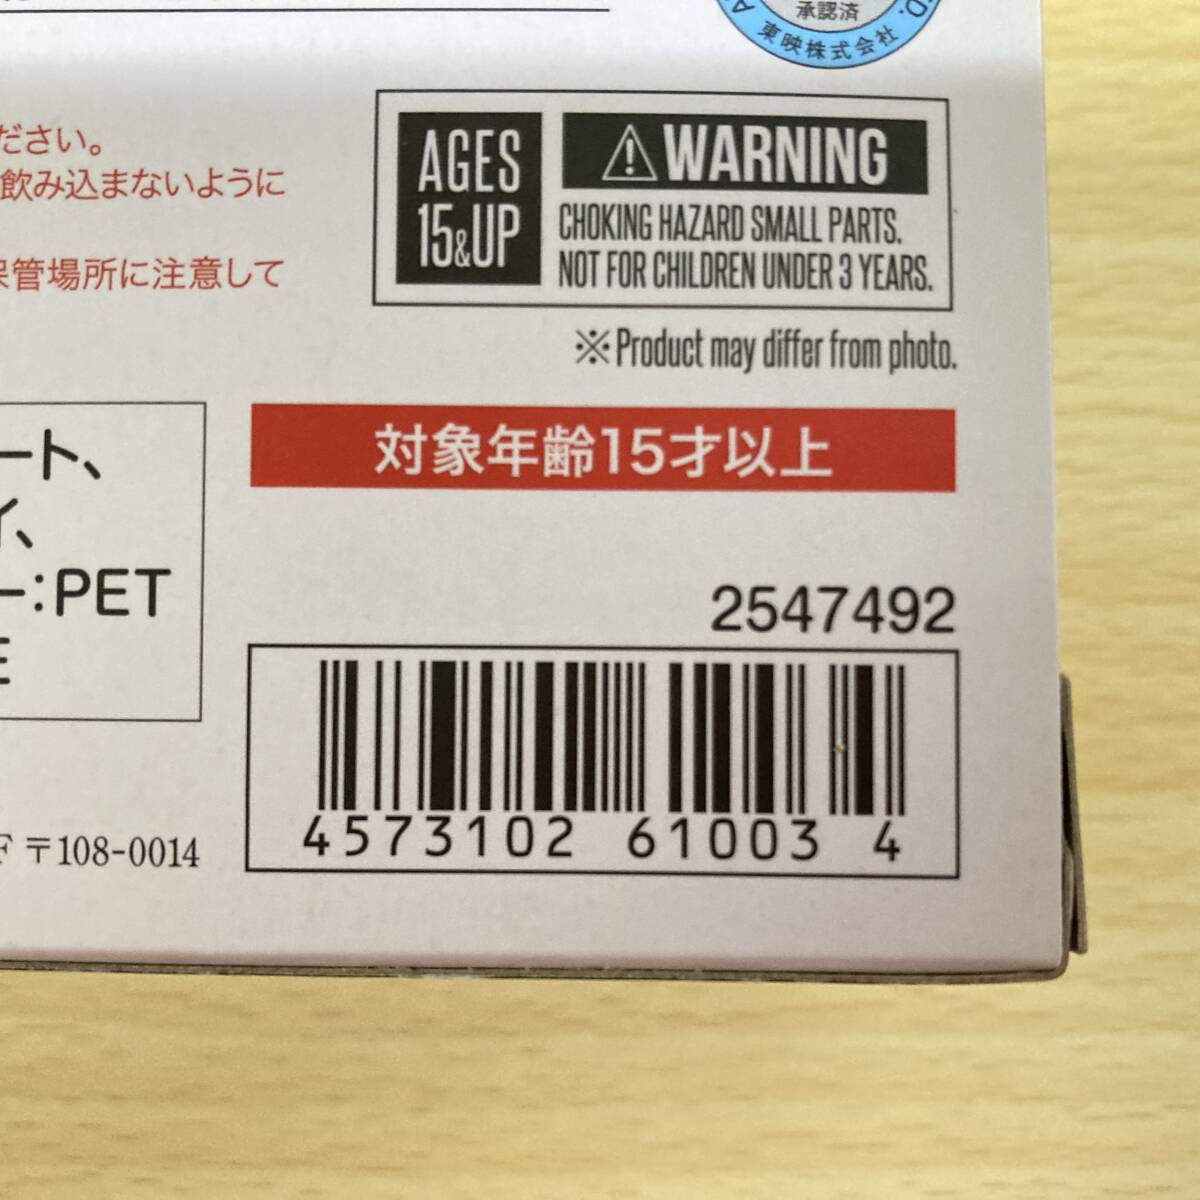 承認済
東映株式会社
ださい。
飲み込まないように
保管場所に注意して
AGES
15&UP
WARNING
CHOKING HAZARD SMALL PARTS.
NOT FOR CHILDREN UNDER 3 YEARS.
※Product may differ from photo.
対象年齢15才以上
ート、
イ、
ー:PET
E
2547492
4573102 61003 4
F 〒108-0014